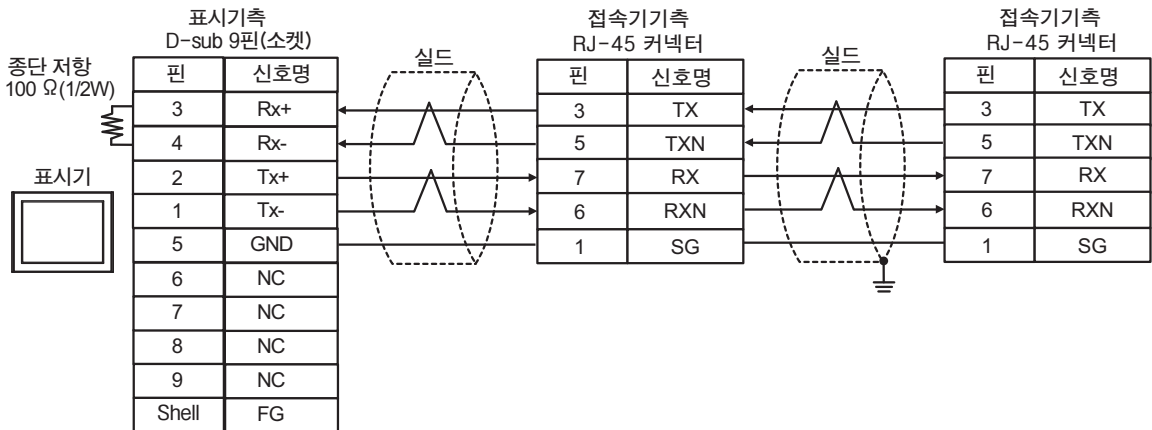 표시기측
D-sub 9핀(소켓)
종단 저항
100 Ω(1/2W)
표시기
핀 신호명
3 Rx+
4 Rx-
2 Tx+
1 Tx-
5 GND
6 NC
7 NC
8 NC
9 NC
Shell FG
실드
접속기기측
RJ-45 커넥터
핀 신호명
3 TX
5 TXN
7 RX
6 RXN
1 SG
실드
접속기기측
RJ-45 커넥터
핀 신호명
3 TX
5 TXN
7 RX
6 RXN
1 SG